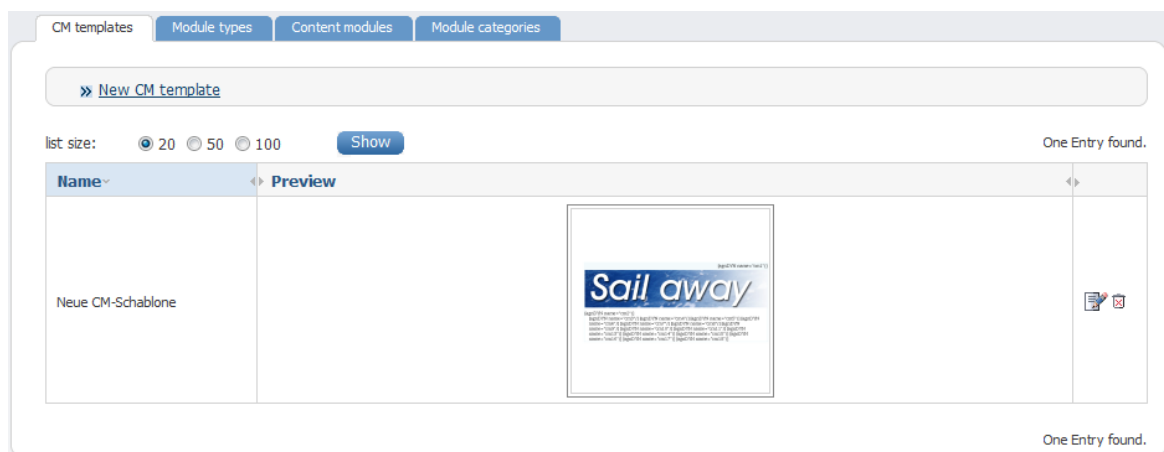 CM templates Module types Content modules Module categories
» New CM template
list size: 20 50 100 Show One Entry found.
Name Preview
Neue CM-Schablone
Sail away
One Entry found.